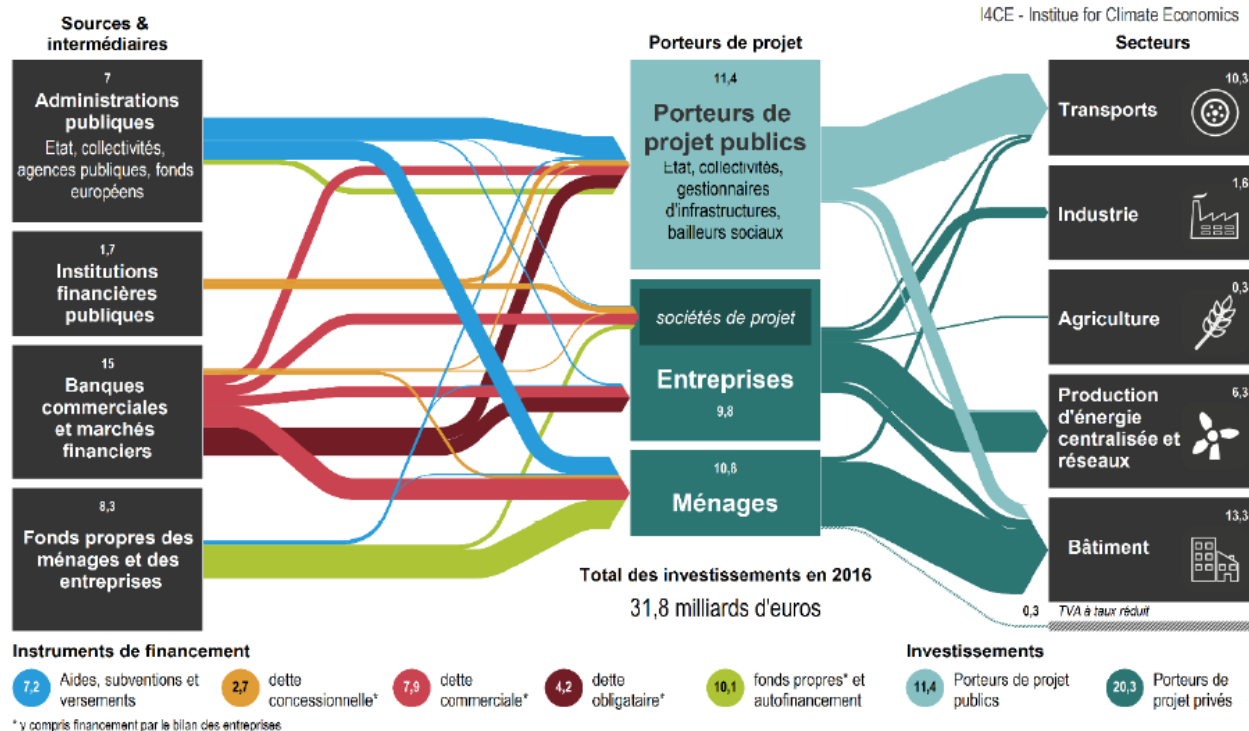 I4CE - Institue for Climate Economics
Sources &
intermédiaires
7
Administrations
publiques
Etat, collectivités,
agences publiques, fonds
européens
1,7
Institutions
financières
publiques
15
Banques
commerciales
et marchés
financiers
8,3
Fonds propres des
ménages et des
entreprises
Porteurs de projet
11,4
Porteurs de
projet publics
Etat, collectivités,
gestionnaires
d'infrastructures,
bailleurs sociaux
sociétés de projet
Entreprises
9,8
10,6
Ménages
Total des investissements en 2016
31,8 milliards d'euros
Secteurs
10,3
Transports
1,6
Industrie
0,3
Agriculture
6,3
Production
d'énergie
centralisée et
réseaux
13,3
Bâtiment
0,3 TVA à taux réduit
Instruments de financement
7,2 Aides, subventions et
versements
2,7 dette
concessionnelle*
7,9 dette
commerciale*
4,2 dette
obligataire*
10,1 fonds propres* et
autofinancement
Investissements
11,4 Porteurs de projet
publics
20,3 Porteurs de
projet privés
* y compris financement par le bilan des entreprises